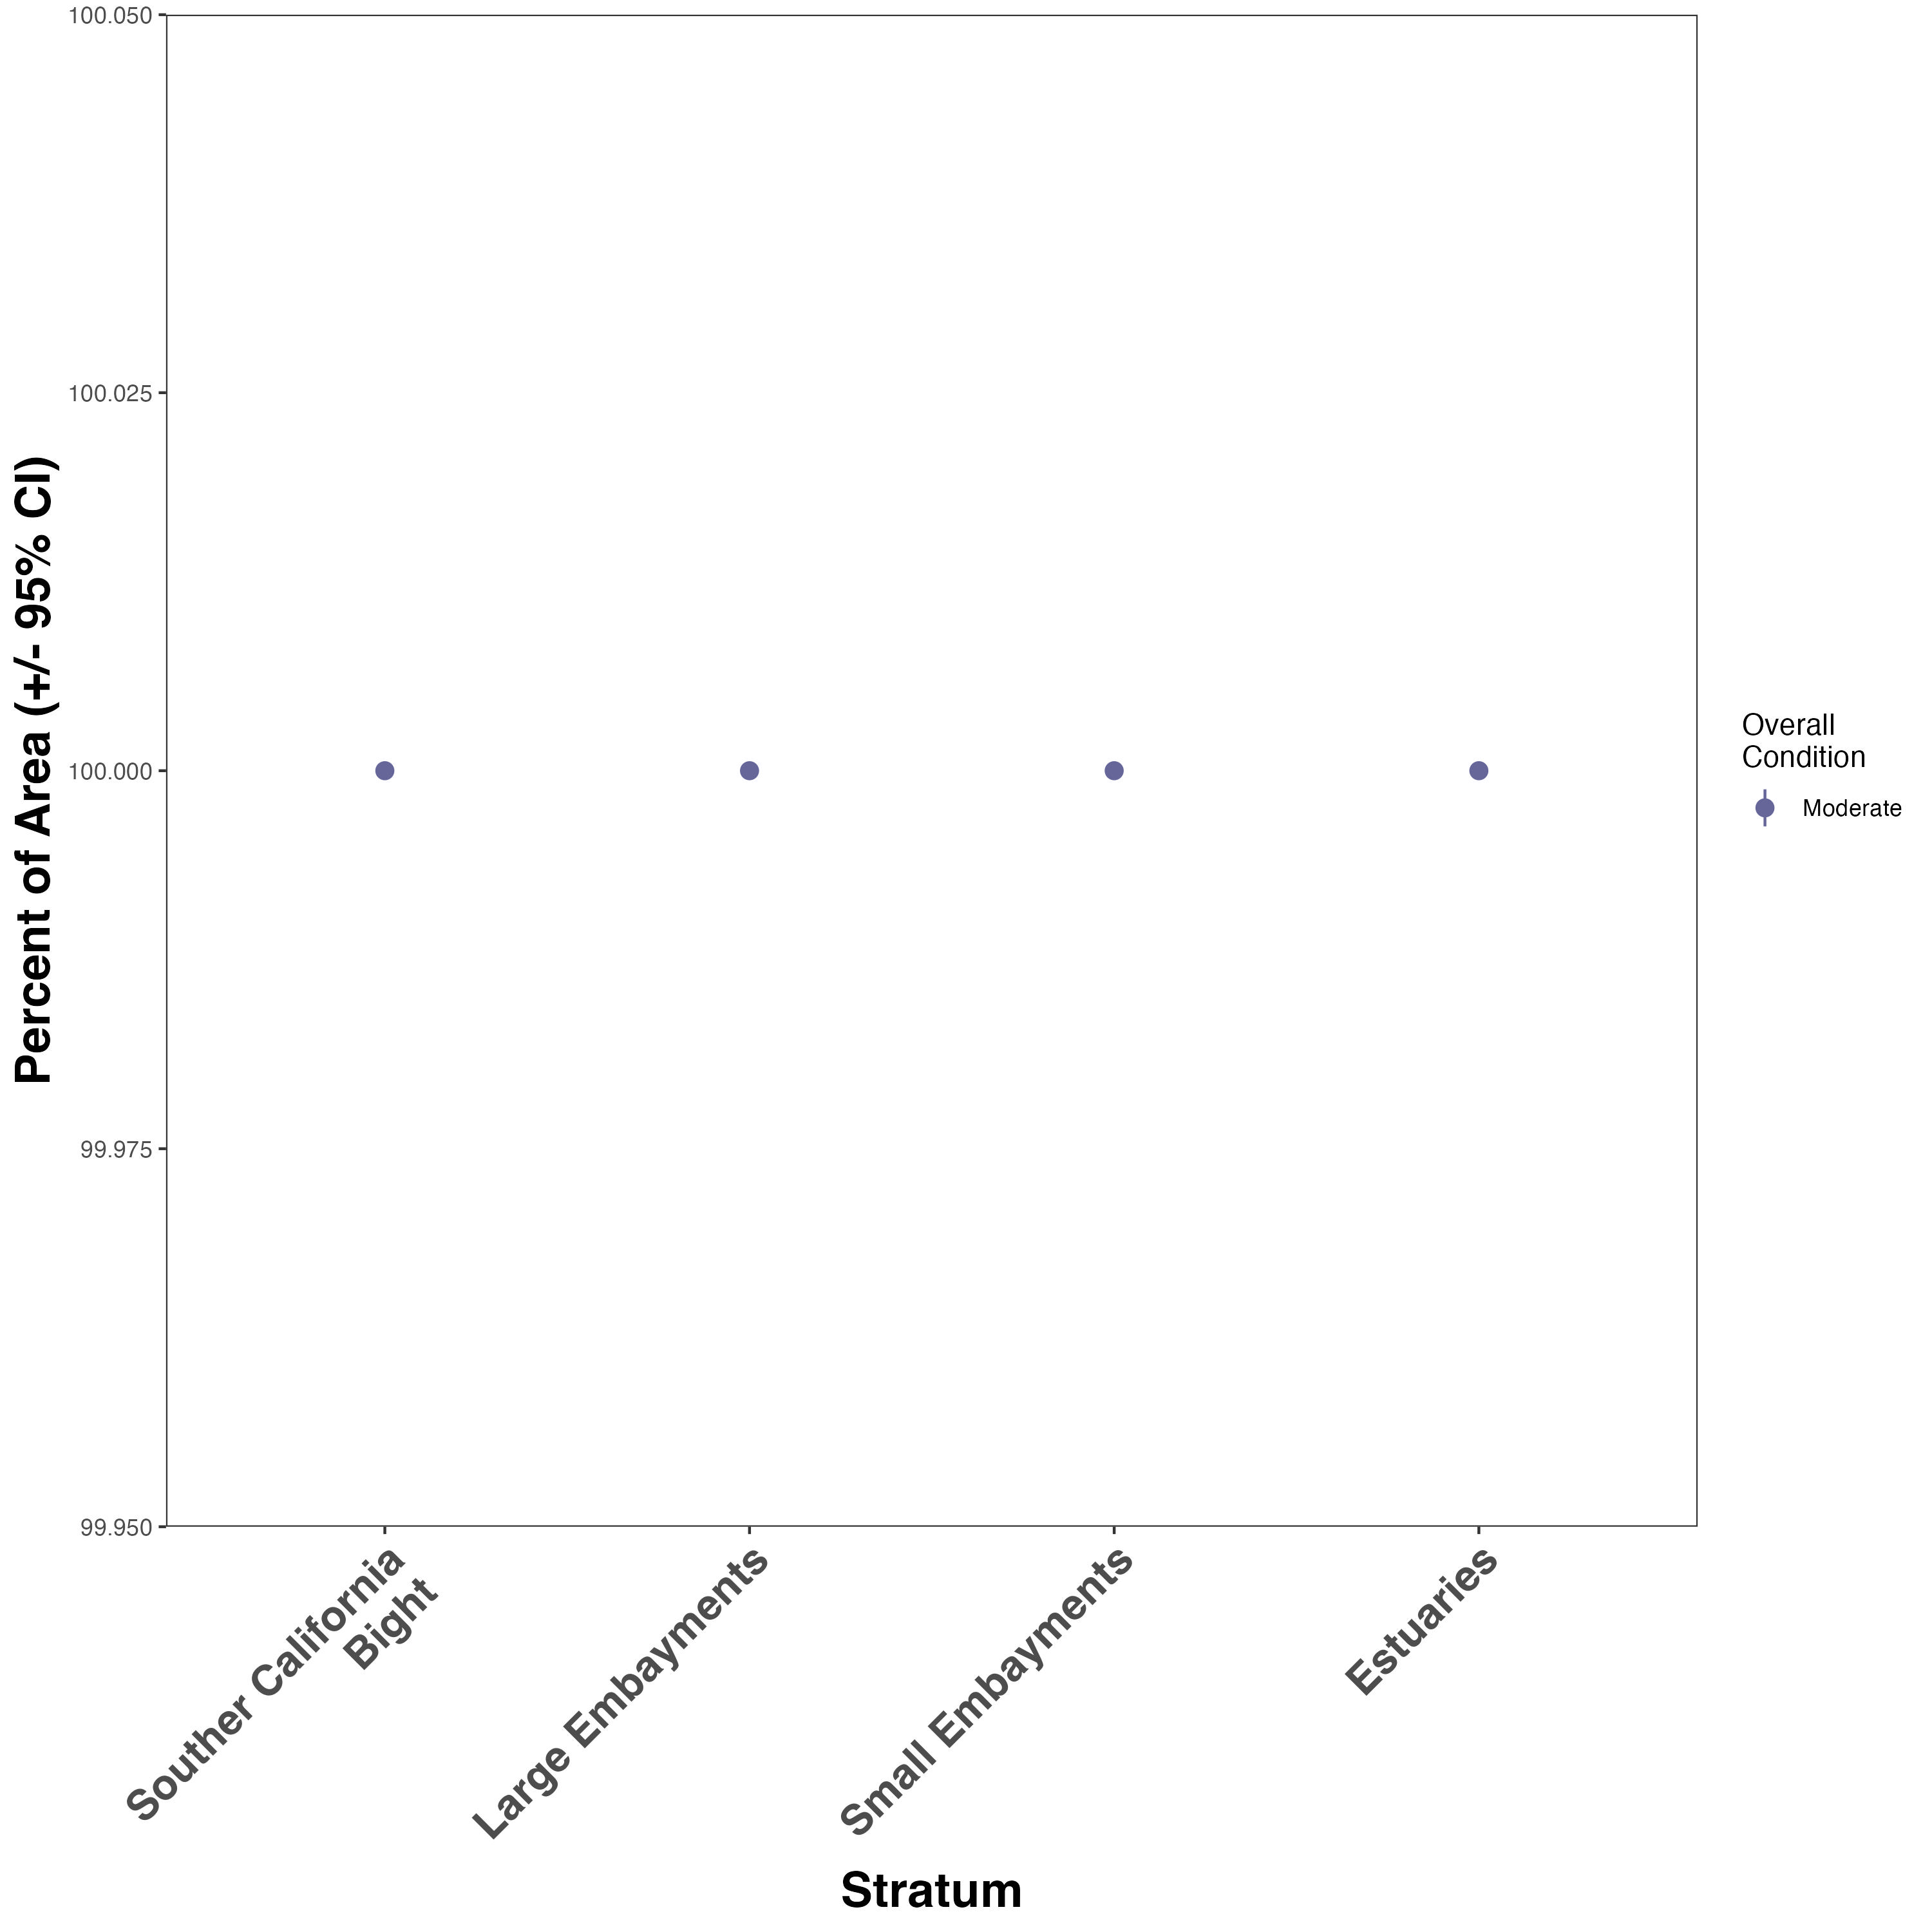 100.050
100.025
100.000
99.975
99.950
Percent of Area (+/- 95% CI)
Souther California
Bight
Large Embayments
Small Embayments
Estuaries
Stratum
Overall
Condition
Moderate